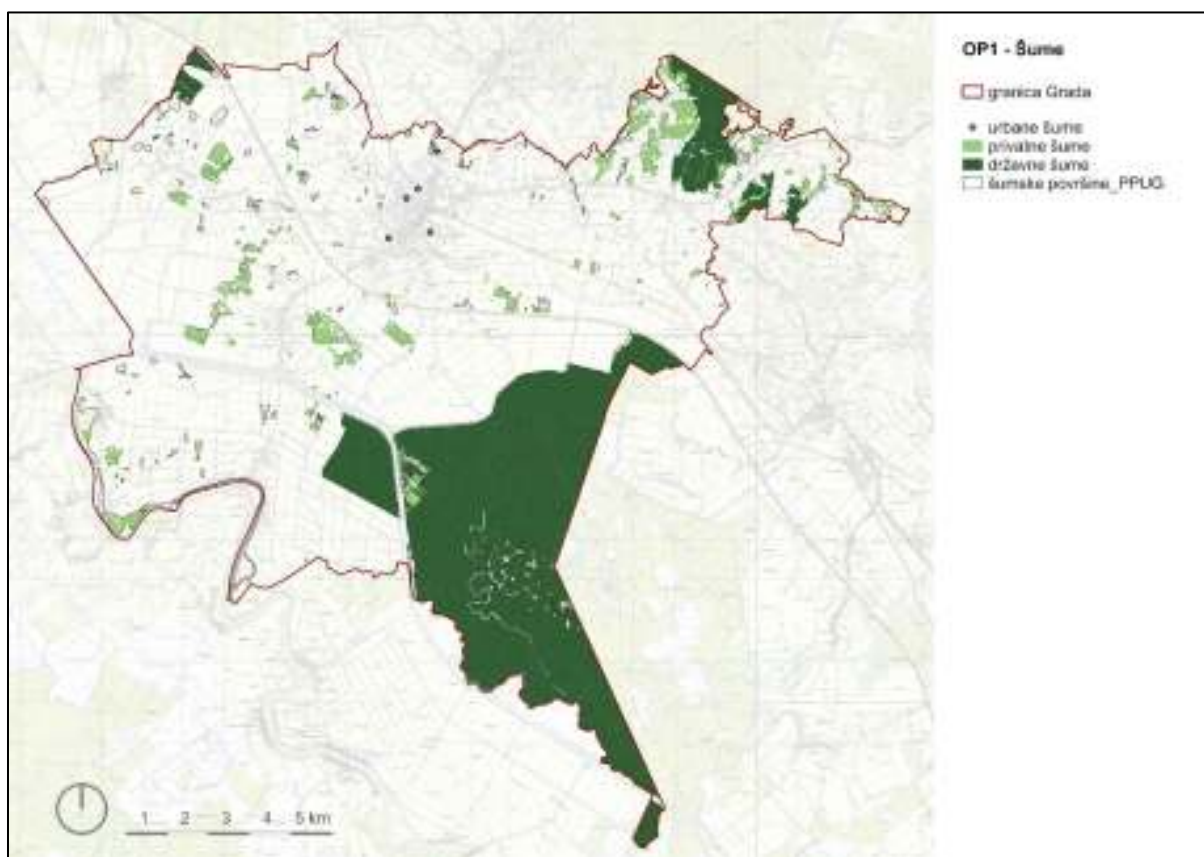 OP1 - Šume
granica Grada
urbane šume
privatne šume
državne šume
šumske površine_PPUG
1 2 3 4 5 km